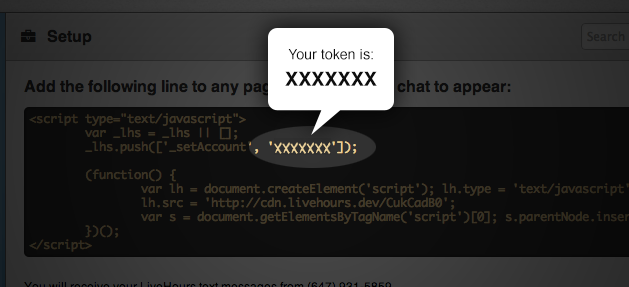 Setup
Search
Your token is:
XXXXXXX
Add the following line to any pag chat to appear:
<script type="text/javascript">
var _lhs = _lhs || [];
_lhs.push(['_setAccount', 'xxxxxxx']);
(function() {
var lh = document.createElement('script'); lh.type = 'text/javascript'
lh.src = 'http://cdn.livehours.dev/CukCadB0';
var s = document.getElementsByTagName('script')[0]; s.parentNode.inser
})();
</script>
You will receive your LiveHours text messages from (647) 931-5859